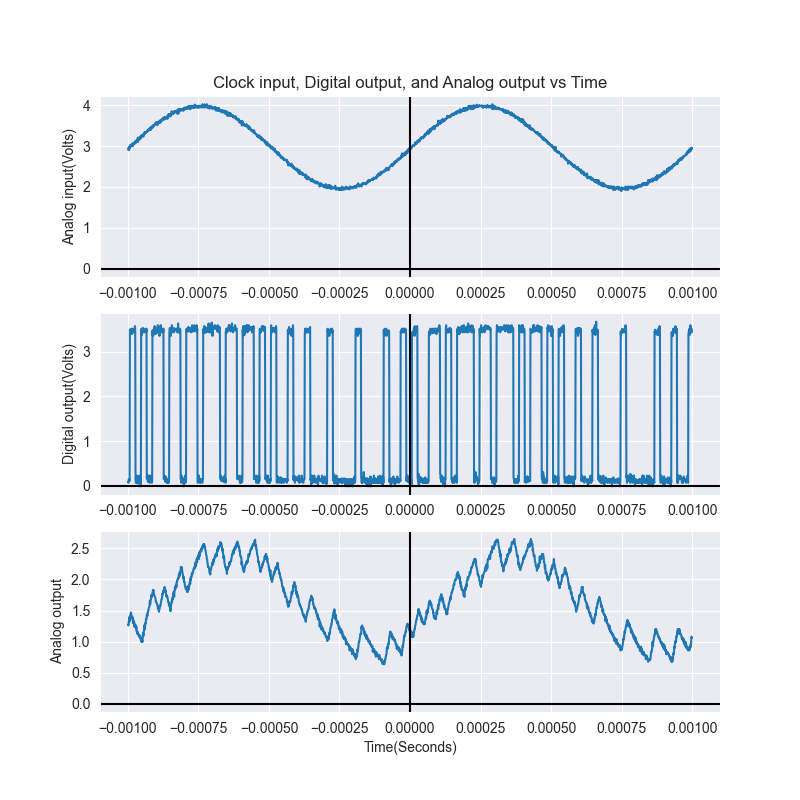 Clock input, Digital output, and Analog output vs Time
Analog input(Volts)
4
3
2
1
0
−0.00100 −0.00075 −0.00050 −0.00025 0.00000 0.00025 0.00050 0.00075 0.00100
Digital output(Volts)
3
2
1
0
−0.00100 −0.00075 −0.00050 −0.00025 0.00000 0.00025 0.00050 0.00075 0.00100
Analog output
2.5
2.0
1.5
1.0
0.5
0.0
−0.00100 −0.00075 −0.00050 −0.00025 0.00000 0.00025 0.00050 0.00075 0.00100
Time(Seconds)